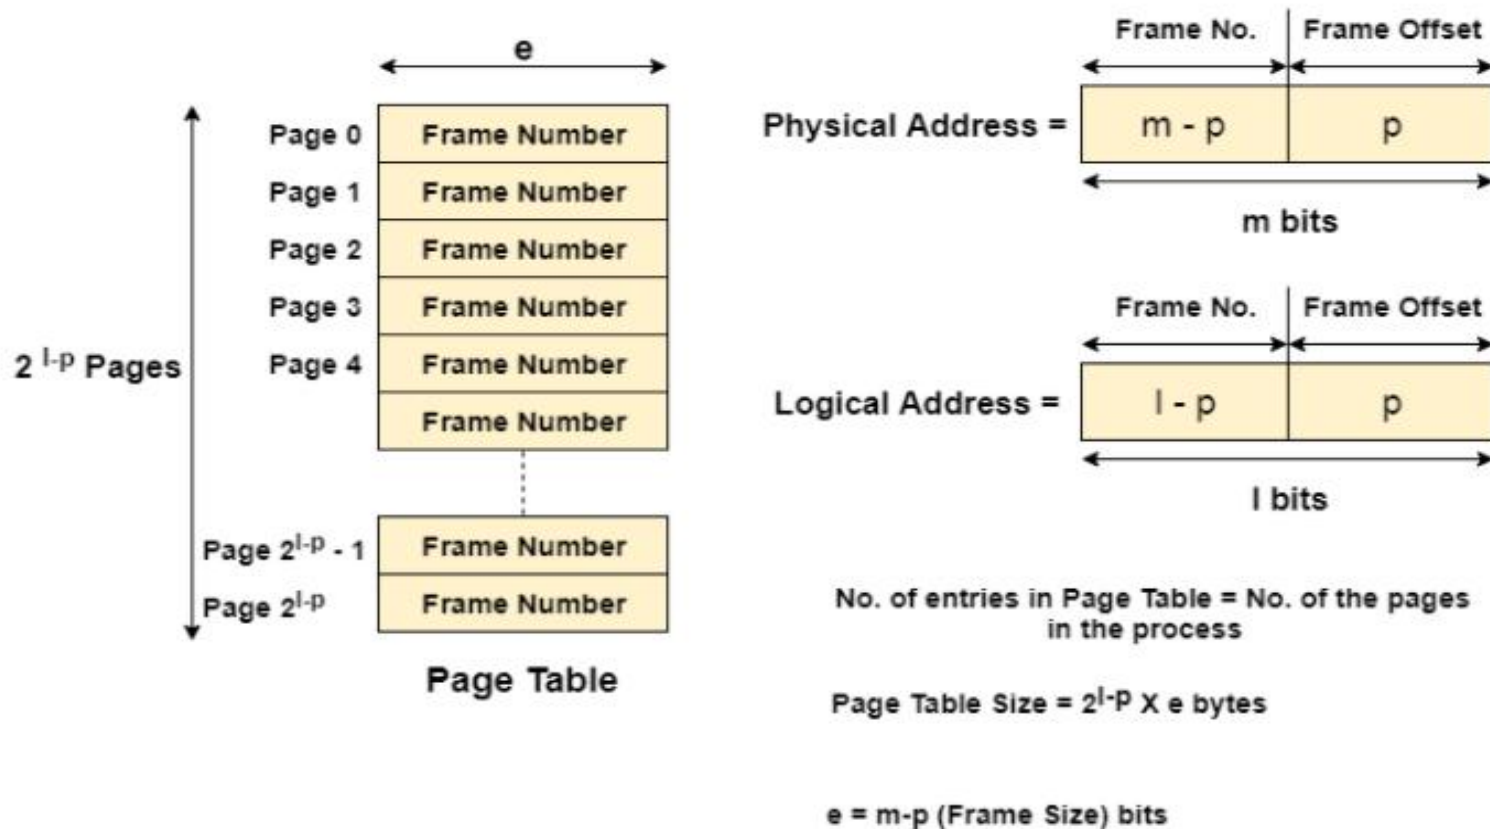 e
Page 0 Frame Number
Page 1 Frame Number
Page 2 Frame Number
Page 3 Frame Number
2 l-p Pages
Page 4 Frame Number
Frame Number
Page 2l-p - 1 Frame Number
Page 2l-p Frame Number
Page Table
Frame No. Frame Offset
Physical Address = m - p p
m bits
Frame No. Frame Offset
Logical Address = l - p p
l bits
No. of entries in Page Table = No. of the pages
in the process
Page Table Size = 2l-p X e bytes
e = m-p (Frame Size) bits